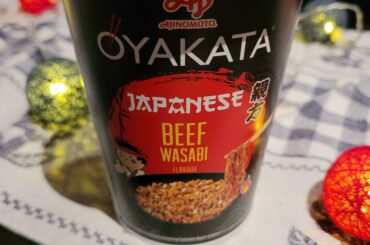 AJINOMOTO
OYAKATA
JAPANESE
親方
BEEF
WASABI
FLAVOUR